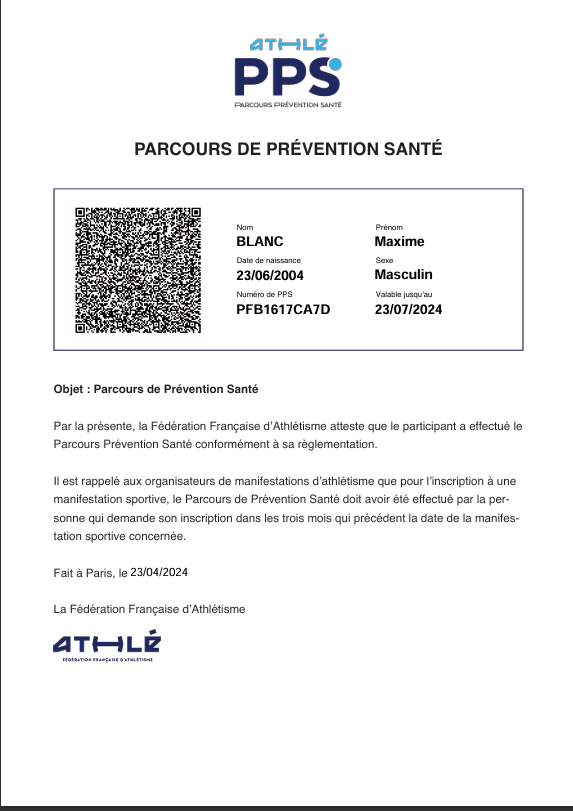 ATHLÉ
PPS
PARCOURS PRÉVENTION SANTÉ
PARCOURS DE PRÉVENTION SANTÉ
Nom
BLANC
Prénom
Maxime
Date de naissance
23/06/2004
Sexe
Masculin
Numéro de PPS
PFB1617CA7D
Valable jusqu'au
23/07/2024
Objet : Parcours de Prévention Santé
Par la présente, la Fédération Française d'Athlétisme atteste que le participant a effectué le
Parcours Prévention Santé conformément à sa règlementation.
Il est rappelé aux organisateurs de manifestations d'athlétisme que pour l'inscription à une
manifestation sportive, le Parcours de Prévention Santé doit avoir été effectué par la per-
sonne qui demande son inscription dans les trois mois qui précédent la date de la manifes-
tation sportive concernée.
Fait à Paris, le 23/04/2024
La Fédération Française d'Athlétisme
ATHLÉ
FÉDÉRATION FRANÇAISE D'ATHLÉTISME